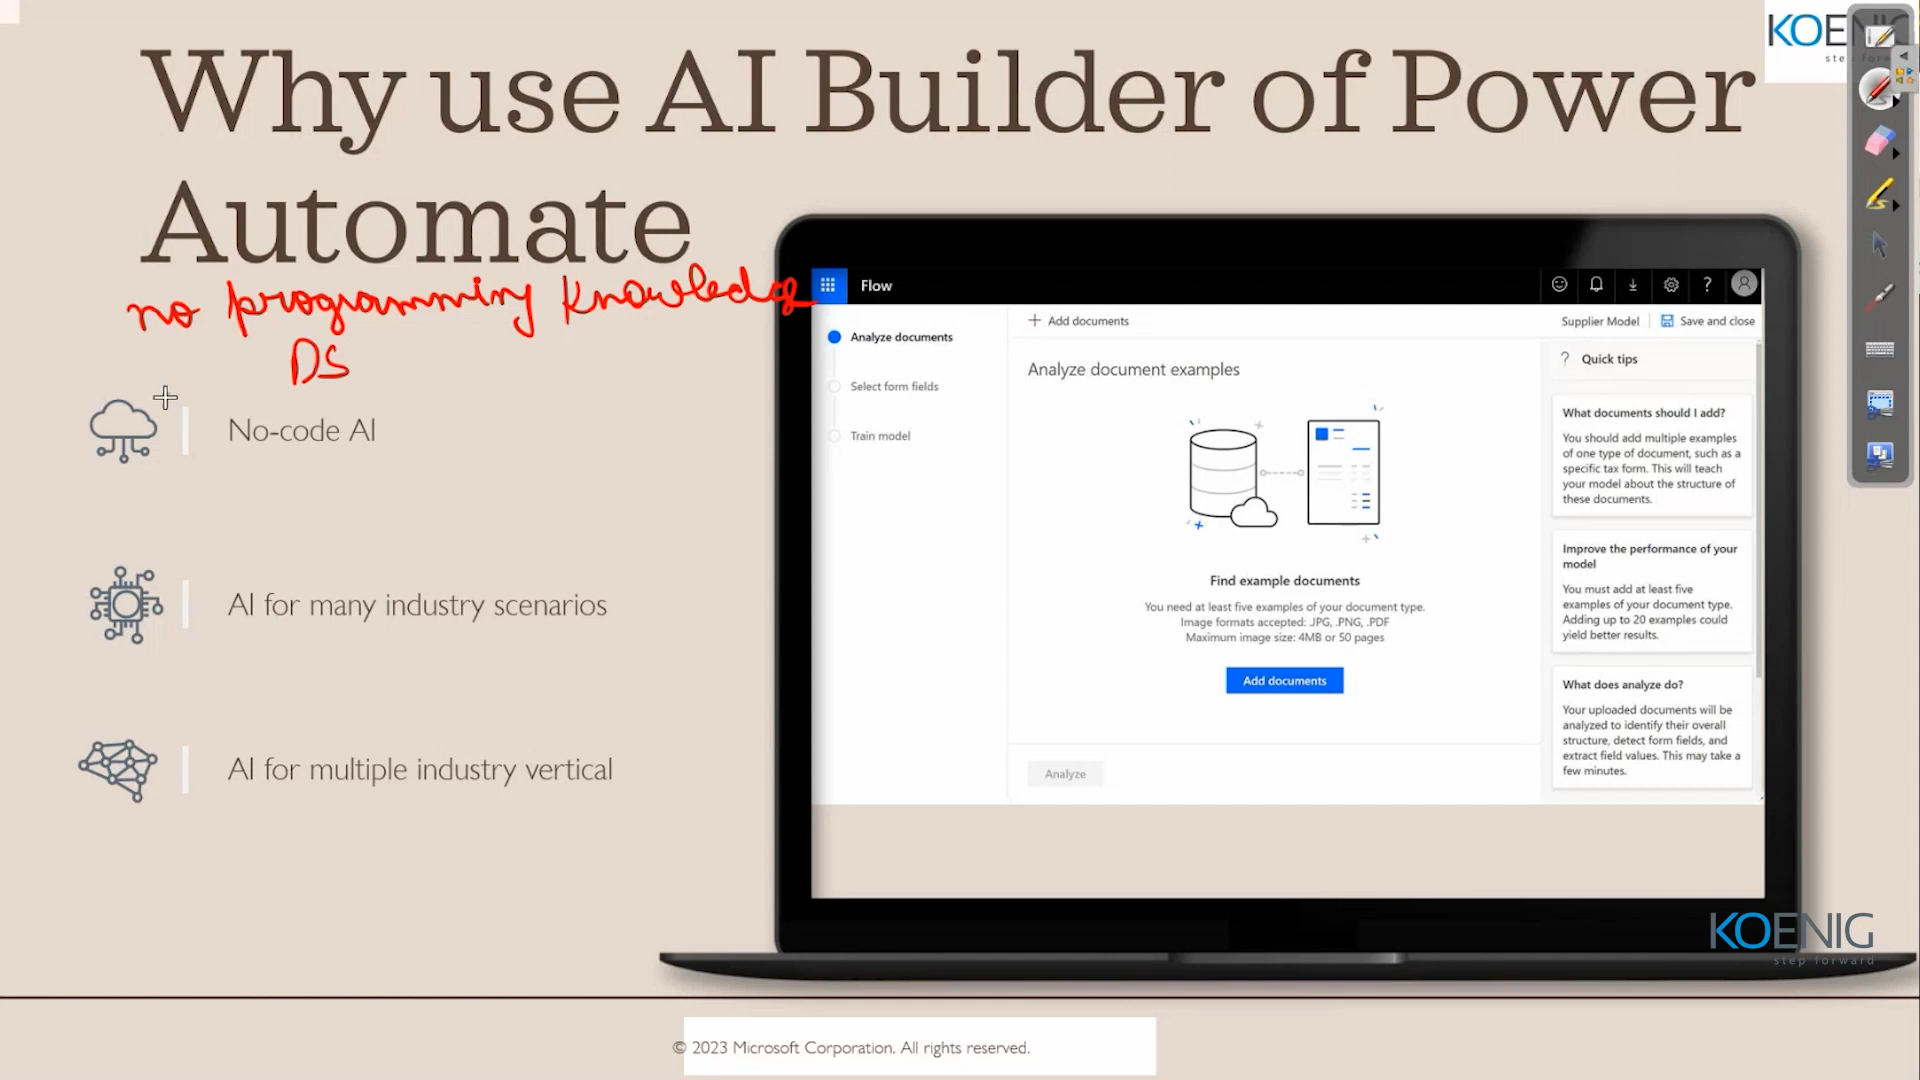 Why use AI Builder of Power
Automate
no programming knowledge
DS
No-code AI
AI for many industry scenarios
AI for multiple industry vertical
Flow
?
Analyze documents
Select form fields
Train model
+ Add documents
Supplier Model
Save and close
Analyze document examples
Find example documents
You need at least five examples of your document type.
Image formats accepted: .JPG, .PNG, .PDF
Maximum image size: 4MB or 50 pages
Add documents
Analyze
? Quick tips
What documents should I add?
You should add multiple examples
of one type of document, such as a
specific tax form. This will teach
your model about the structure of
these documents.
Improve the performance of your
model
You must add at least five
examples of your document type.
Adding up to 20 examples could
yield better results.
What does analyze do?
Your uploaded documents will be
analyzed to identify their overall
structure, detect form fields, and
extract field values. This may take a
few minutes.
KOENIG
step forward
KOENIG
step forward
© 2023 Microsoft Corporation. All rights reserved.